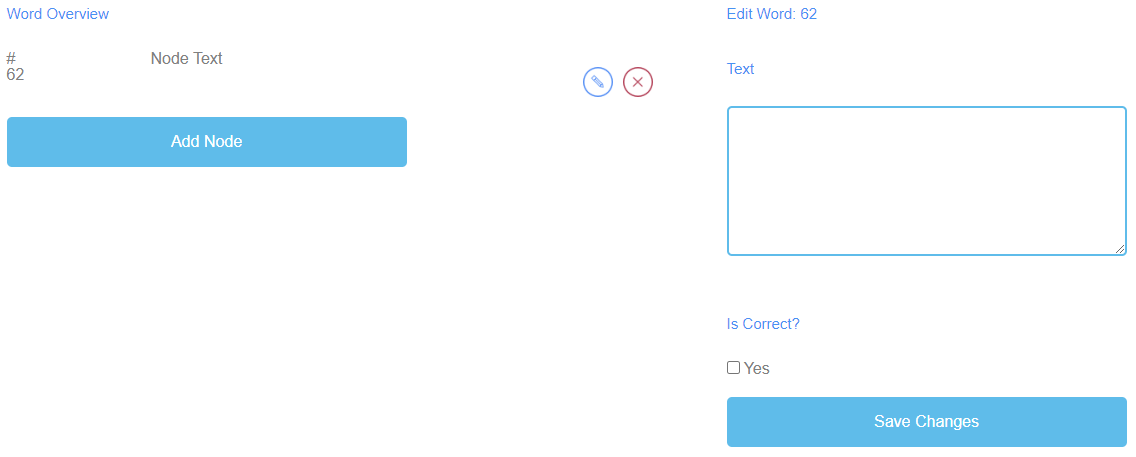 Word Overview
# Node Text
62
Add Node
Edit Word: 62
Text
Is Correct?
Yes
Save Changes